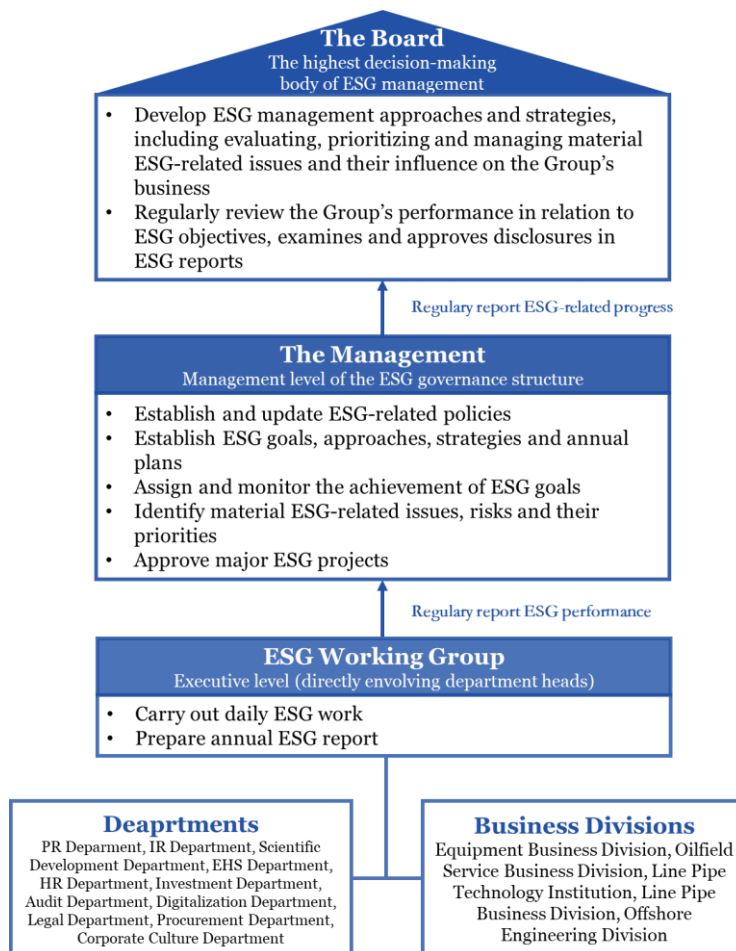 The Board
The highest decision-making
body of ESG management
• Develop ESG management approaches and strategies,
including evaluating, prioritizing and managing material
ESG-related issues and their influence on the Group's
business
• Regularly review the Group's performance in relation to
ESG objectives, examines and approves disclosures in
ESG reports
Regulary report ESG-related progress
The Management
Management level of the ESG governance structure
• Establish and update ESG-related policies
• Establish ESG goals, approaches, strategies and annual
plans
• Assign and monitor the achievement of ESG goals
• Identify material ESG-related issues, risks and their
priorities
• Approve major ESG projects
Regulary report ESG performance
ESG Working Group
Executive level (directly envolving department heads)
• Carry out daily ESG work
• Prepare annual ESG report
Deaprtments
PR Deparment, IR Department, Scientific
Development Department, EHS Department,
HR Department, Investment Department,
Audit Department, Digitalization Department,
Legal Department, Procurement Department,
Corporate Culture Department
Business Divisions
Equipment Business Division, Oilfield
Service Business Division, Line Pipe
Technology Institution, Line Pipe
Business Division, Offshore
Engineering Division